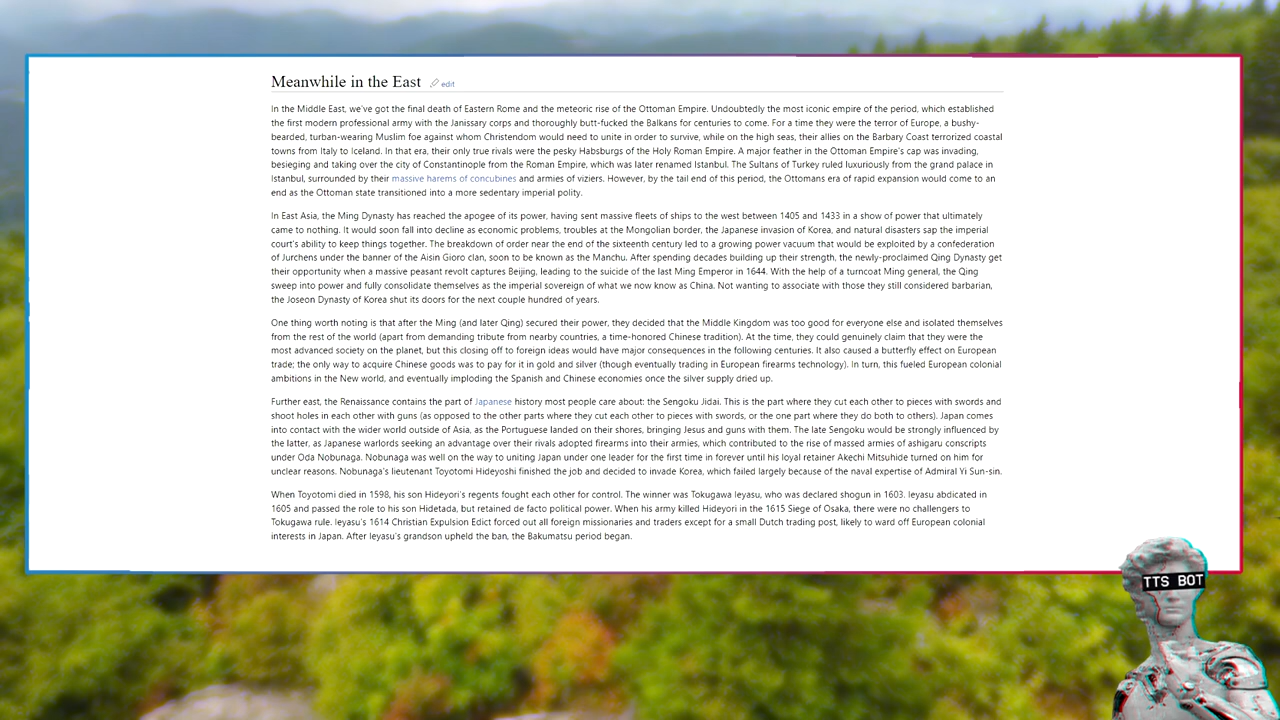 Meanwhile in the East edit
In the Middle East, we've got the final death of Eastern Rome and the meteoric rise of the Ottoman Empire. Undoubtedly the most iconic empire of the period, which established
the first modern professional army with the Janissary corps and thoroughly butt-fucked the Balkans for centuries to come. For a time they were the terror of Europe, a bushy-
bearded, turban-wearing Muslim foe against whom Christendom would need to unite in order to survive, while on the high seas, their allies on the Barbary Coast terrorized coastal
towns from Italy to Iceland. In that era, their only true rivals were the pesky Habsburgs of the Holy Roman Empire. A major feather in the Ottoman Empire's cap was invading,
besieging and taking over the city of Constantinople from the Roman Empire, which was later renamed Istanbul. The Sultans of Turkey ruled luxuriously from the grand palace in
Istanbul, surrounded by their massive harems of concubines and armies of viziers. However, by the tail end of this period, the Ottomans era of rapid expansion would come to an
end as the Ottoman state transitioned into a more sedentary imperial polity.
In East Asia, the Ming Dynasty has reached the apogee of its power, having sent massive fleets of ships to the west between 1405 and 1433 in a show of power that ultimately
came to nothing. It would soon fall into decline as economic problems, troubles at the Mongolian border, the Japanese invasion of Korea, and natural disasters sap the imperial
court's ability to keep things together. The breakdown of order near the end of the sixteenth century led to a growing power vacuum that would be exploited by a confederation
of Jurchens under the banner of the Aisin Gioro clan, soon to be known as the Manchu. After spending decades building up their strength, the newly-proclaimed Qing Dynasty get
their opportunity when a massive peasant revolt captures Beijing, leading to the suicide of the last Ming Emperor in 1644. With the help of a turncoat Ming general, the Qing
sweep into power and fully consolidate themselves as the imperial sovereign of what we now know as China. Not wanting to associate with those they still considered barbarian,
the Joseon Dynasty of Korea shut its doors for the next couple hundred of years.
One thing worth noting is that after the Ming (and later Qing) secured their power, they decided that the Middle Kingdom was too good for everyone else and isolated themselves
from the rest of the world (apart from demanding tribute from nearby countries, a time-honored Chinese tradition). At the time, they could genuinely claim that they were the
most advanced society on the planet, but this closing off to foreign ideas would have major consequences in the following centuries. It also caused a butterfly effect on European
trade; the only way to acquire Chinese goods was to pay for it in gold and silver (though eventually trading in European firearms technology). In turn, this fueled European colonial
ambitions in the New world, and eventually imploding the Spanish and Chinese economies once the silver supply dried up.
Further east, the Renaissance contains the part of Japanese history most people care about: the Sengoku Jidai. This is the part where they cut each other to pieces with swords and
shoot holes in each other with guns (as opposed to the other parts where they cut each other to pieces with swords, or the one part where they do both to others). Japan comes
into contact with the wider world outside of Asia, as the Portuguese landed on their shores, bringing Jesus and guns with them. The late Sengoku would be strongly influenced by
the latter, as Japanese warlords seeking an advantage over their rivals adopted firearms into their armies, which contributed to the rise of massed armies of ashigaru conscripts
under Oda Nobunaga. Nobunaga was well on the way to uniting Japan under one leader for the first time in forever until his loyal retainer Akechi Mitsuhide turned on him for
unclear reasons. Nobunaga's lieutenant Toyotomi Hideyoshi finished the job and decided to invade Korea, which failed largely because of the naval expertise of Admiral Yi Sun-sin.
When Toyotomi died in 1598, his son Hideyori's regents fought each other for control. The winner was Tokugawa Ieyasu, who was declared shogun in 1603. Ieyasu abdicated in
1605 and passed the role to his son Hidetada, but retained de facto political power. When his army killed Hideyori in the 1615 Siege of Osaka, there were no challengers to
Tokugawa rule. Ieyasu's 1614 Christian Expulsion Edict forced out all foreign missionaries and traders except for a small Dutch trading post, likely to ward off European colonial
interests in Japan. After Ieyasu's grandson upheld the ban, the Bakumatsu period began.
TTS BOT